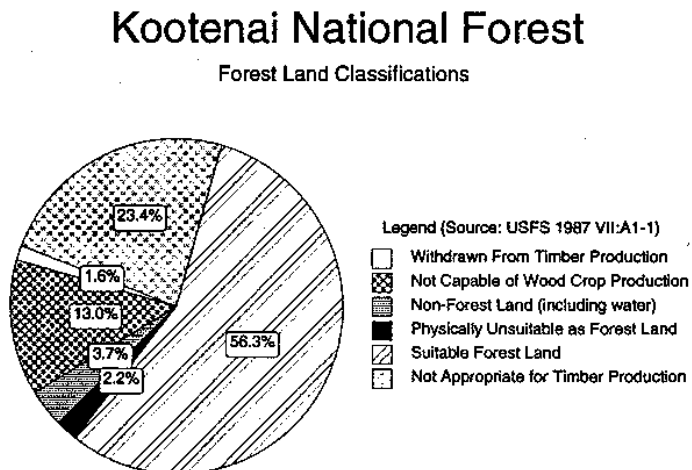 Kootenai National Forest
Forest Land Classifications
23.4%
1.6%
13.0%
3.7%
2.2%
56.3%
Legend (Source: USFS 1987 VII:A1-1)
Withdrawn From Timber Production
Not Capable of Wood Crop Production
Non-Forest Land (including water)
Physically Unsuitable as Forest Land
Suitable Forest Land
Not Appropriate for Timber Production